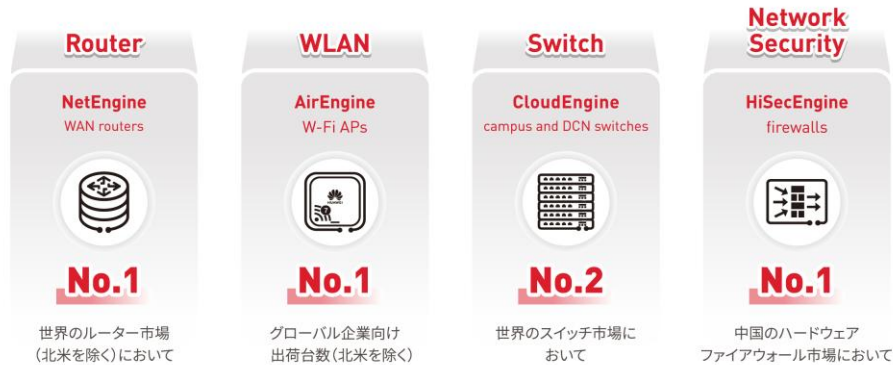 Router
NetEngine
WAN routers
No.1
世界のルーター市場
（北米を除く）において
WLAN
AirEngine
W-Fi APs
HUAWEI
No.1
グローバル企業向け
出荷台数（北米を除く）
Switch
CloudEngine
campus and DCN switches
No.2
世界のスイッチ市場に
おいて
Network
Security
HiSecEngine
firewalls
No.1
中国のハードウェア
ファイアウォール市場において